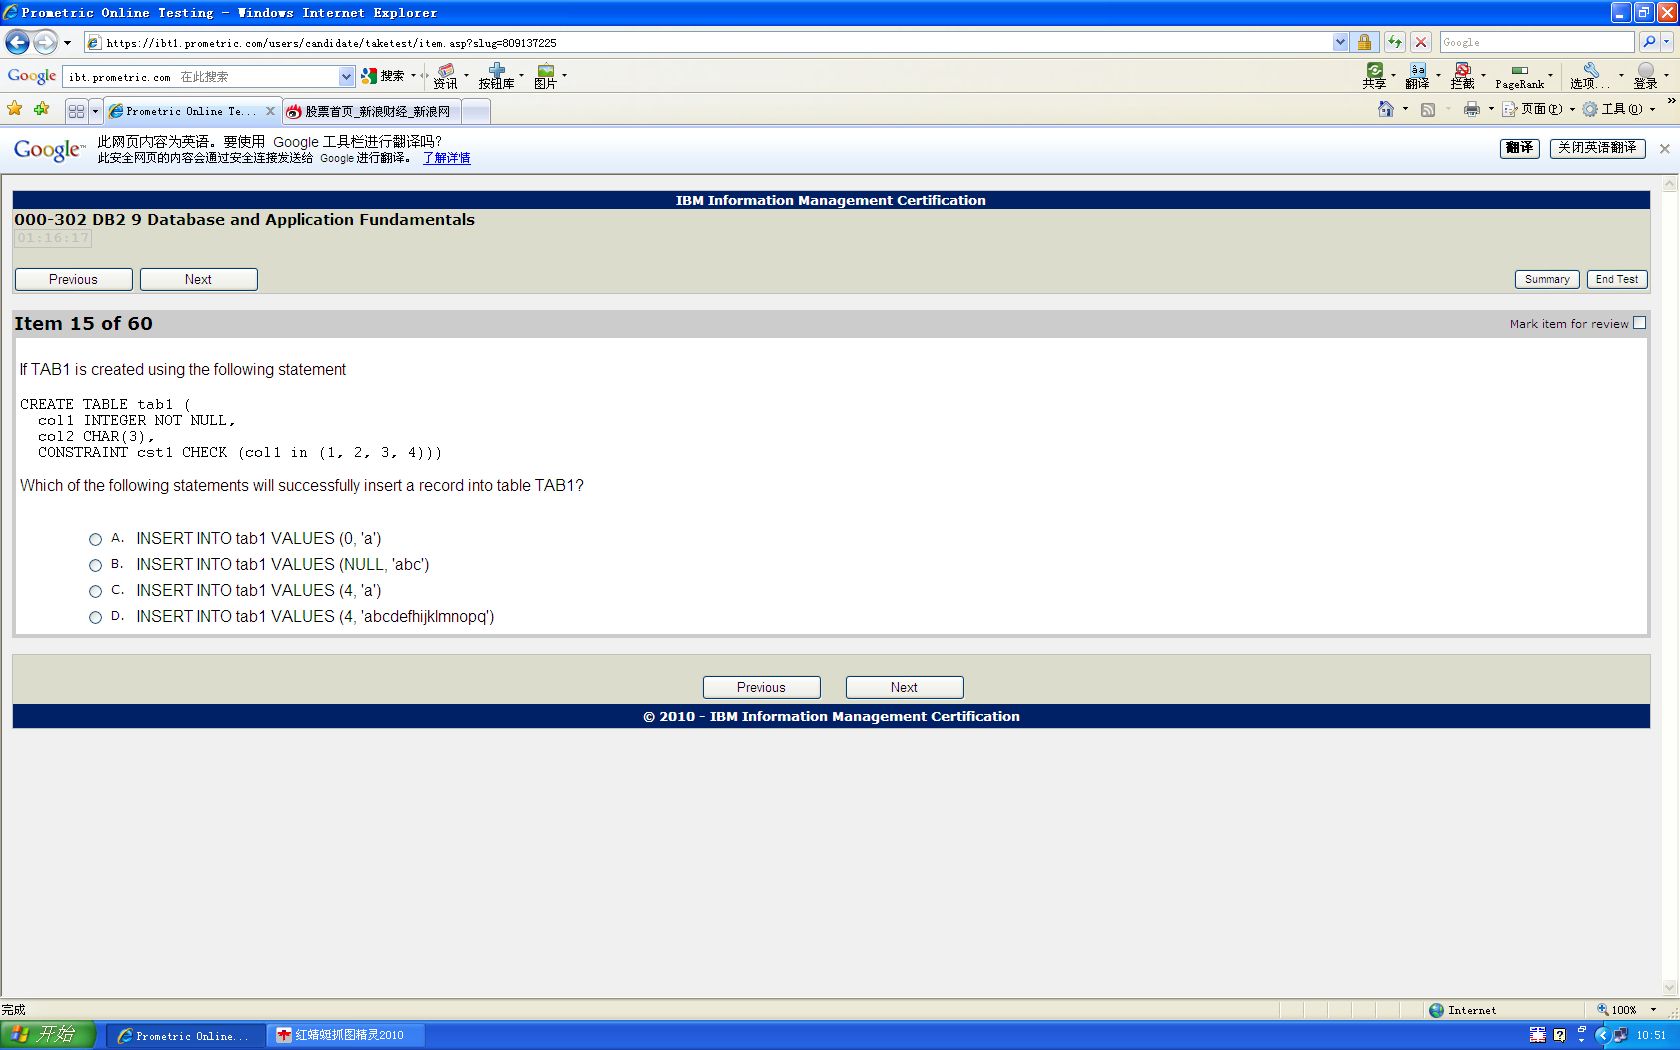 Prometric Online Testing - Windows Internet Explorer
https://ibt1.prometric.com/users/candidate/taketest/item.asp?slug=809137225
Google
Google ibt.prometric.com 在此搜索 搜索 资讯 按钮库 图片 共享 翻译 拦截 PageRank 选项... 登录
Prometric Online Te... 股票首页_新浪财经_新浪网 页面(P) 工具(O) »
Google™ 此网页内容为英语。要使用 Google 工具栏进行翻译吗?
此安全网页的内容会通过安全连接发送给 Google 进行翻译。 了解详情
翻译 关闭英语翻译
IBM Information Management Certification
000-302 DB2 9 Database and Application Fundamentals
01:16:17
Previous Next Summary End Test
Item 15 of 60 Mark item for review
If TAB1 is created using the following statement
CREATE TABLE tab1 (
col1 INTEGER NOT NULL,
col2 CHAR(3),
CONSTRAINT cst1 CHECK (col1 in (1, 2, 3, 4)))
Which of the following statements will successfully insert a record into table TAB1?
A. INSERT INTO tab1 VALUES (0, 'a')
B. INSERT INTO tab1 VALUES (NULL, 'abc')
C. INSERT INTO tab1 VALUES (4, 'a')
D. INSERT INTO tab1 VALUES (4, 'abcdefhijklmnopq')
Previous Next
© 2010 - IBM Information Management Certification
完成 Internet 100%
开始 Prometric Online... 红蜻蜓抓图精灵2010 10:51